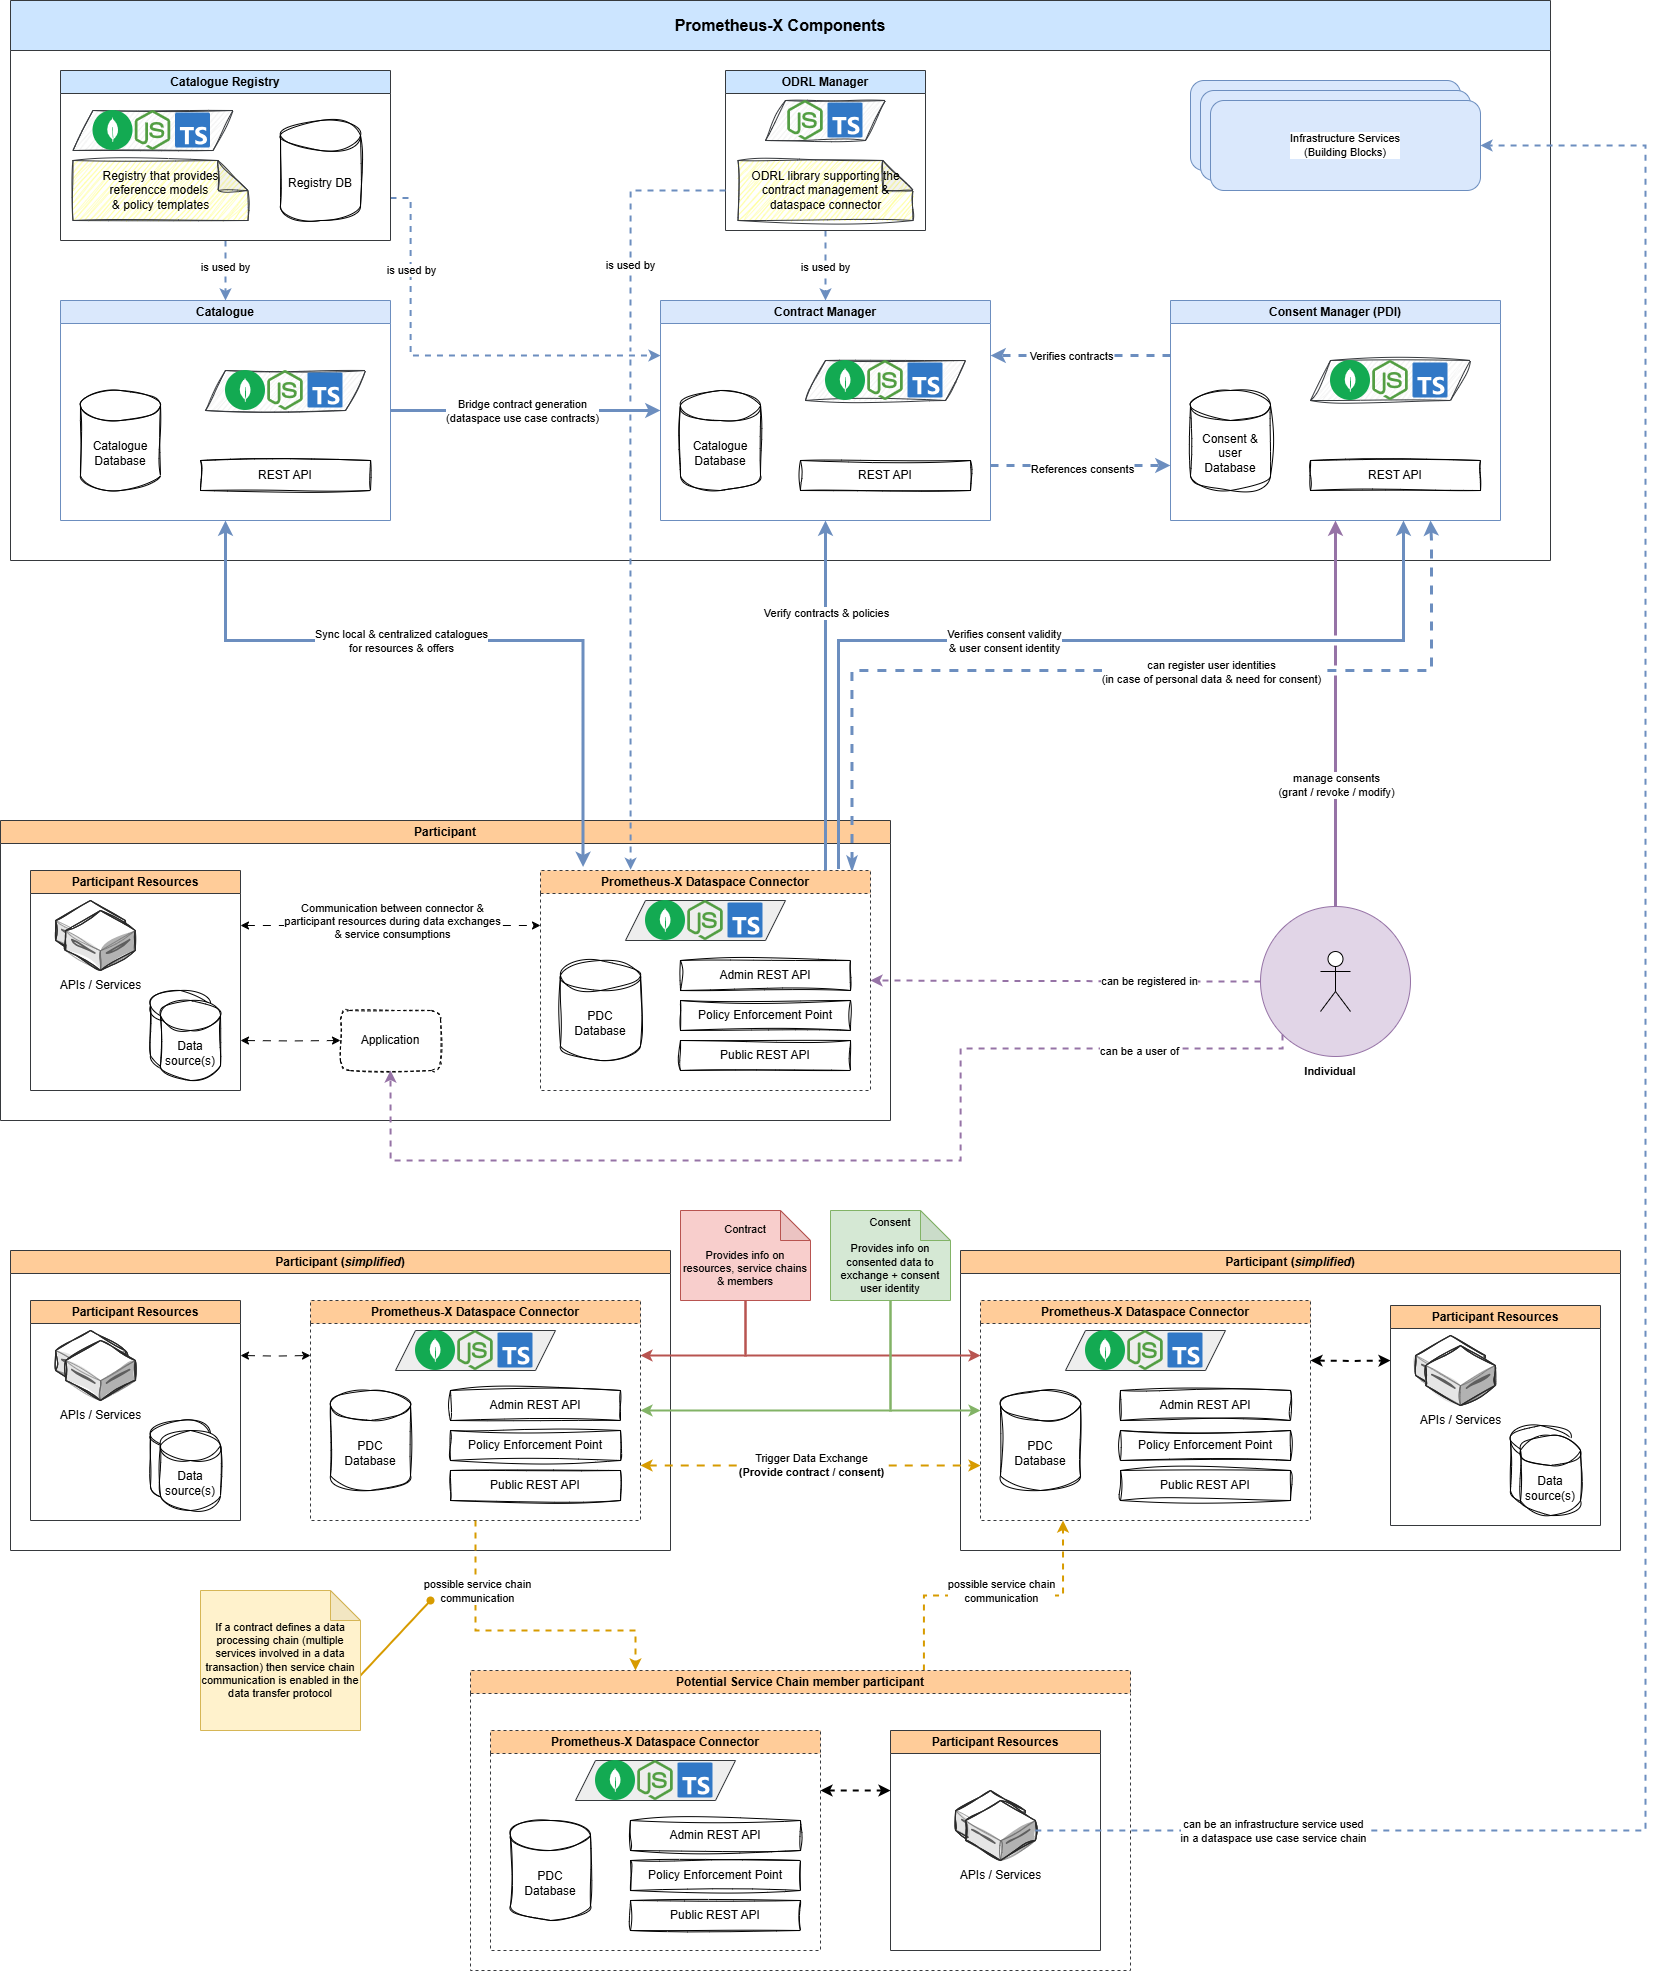 Prometheus-X Components
Catalogue Registry
TS
Registry that provides
referencce models
& policy templates
Registry DB
ODRL Manager
TS
ODRL library supporting the
contract management &
dataspace connector
Infrastructure Services
(Building Blocks)
is used by
is used by
is used by
is used by
Catalogue
JS
TS
Catalogue
Database
REST API
Bridge contract generation
(dataspace use case contracts)
Contract Manager
JS
TS
Catalogue
Database
REST API
Verifies contracts
References consents
Consent Manager (PDI)
JS
TS
Consent &
user
Database
REST API
Sync local & centralized catalogues
for resources & offers
Verify contracts & policies
Verifies consent validity
& user consent identity
can register user identities
(in case of personal data & need for consent)
manage consents
(grant / revoke / modify)
Participant
Participant Resources
APIs / Services
Data
source(s)
Communication between connector &
participant resources during data exchanges
& service consumptions
Application
Prometheus-X Dataspace Connector
JS
TS
PDC
Database
Admin REST API
Policy Enforcement Point
Public REST API
can be registered in
can be a user of
Individual
Contract
Provides info on
resources, service chains
& members
Consent
Provides info on
consented data to
exchange + consent
user identity
Participant (simplified)
Participant Resources
APIs / Services
Data
source(s)
Prometheus-X Dataspace Connector
JS
TS
PDC
Database
Admin REST API
Policy Enforcement Point
Public REST API
Trigger Data Exchange
(Provide contract / consent)
Participant (simplified)
Prometheus-X Dataspace Connector
JS
TS
PDC
Database
Admin REST API
Policy Enforcement Point
Public REST API
Participant Resources
APIs / Services
Data
source(s)
possible service chain
communication
possible service chain
communication
If a contract defines a data
processing chain (multiple
services involved in a data
transaction) then service chain
communication is enabled in the
data transfer protocol
Potential Service Chain member participant
Prometheus-X Dataspace Connector
JS
TS
PDC
Database
Admin REST API
Policy Enforcement Point
Public REST API
Participant Resources
APIs / Services
can be an infrastructure service used
in a dataspace use case service chain